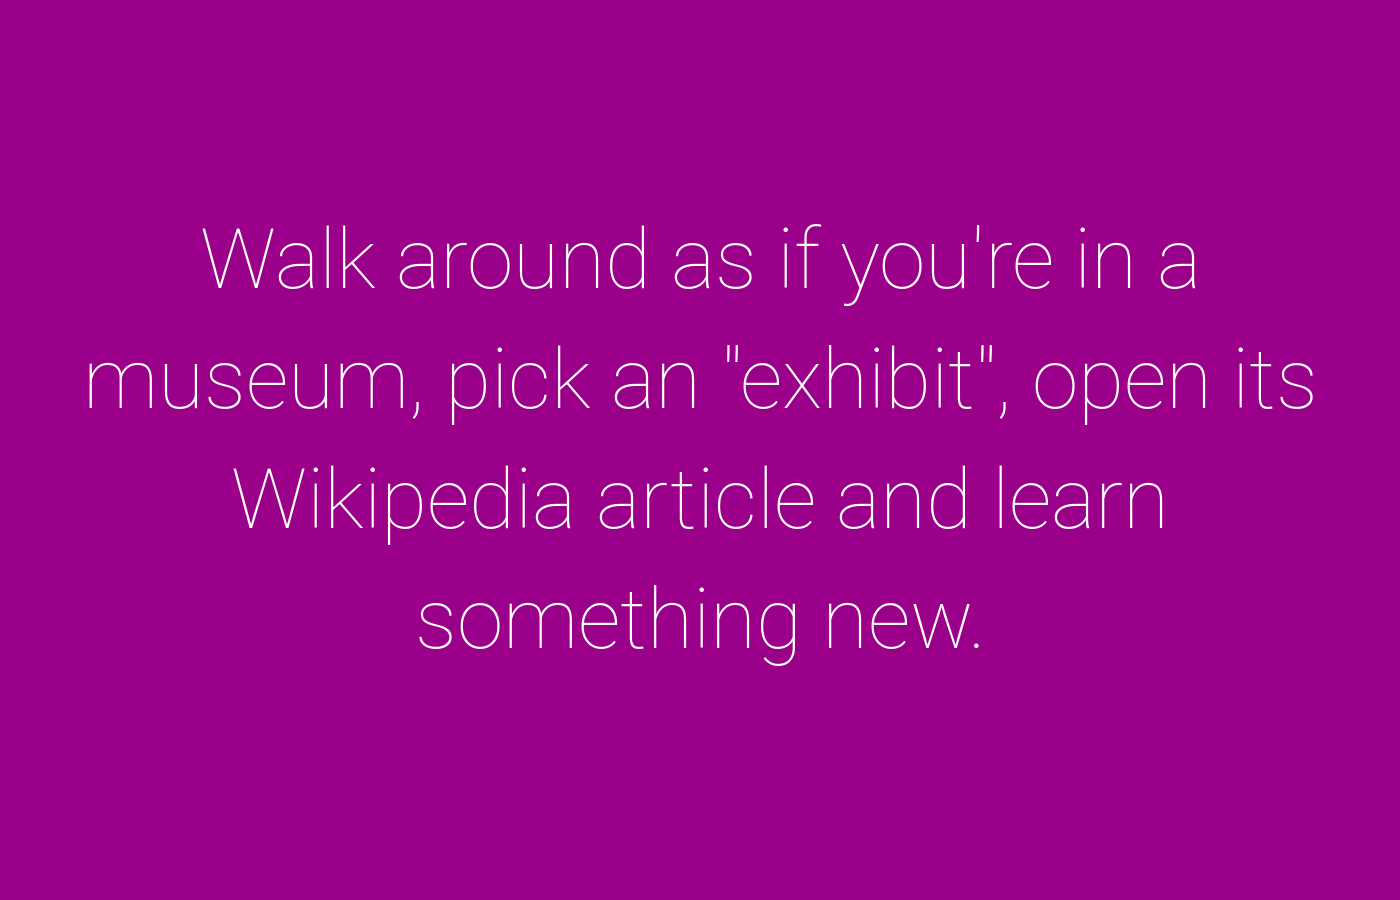 Walk around as if you're in a
museum, pick an "exhibit", open its
Wikipedia article and learn
something new.